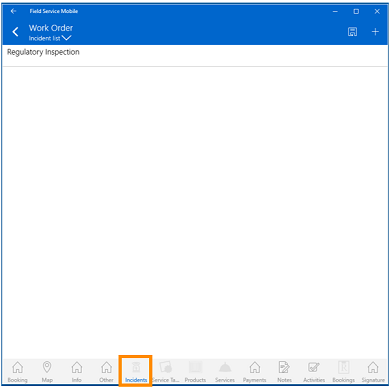 Field Service Mobile
Work Order
Incident list
Regulatory Inspection
Booking Map Info Other Incidents Service Ta... Products Services Payments Notes Activities Bookings Signature